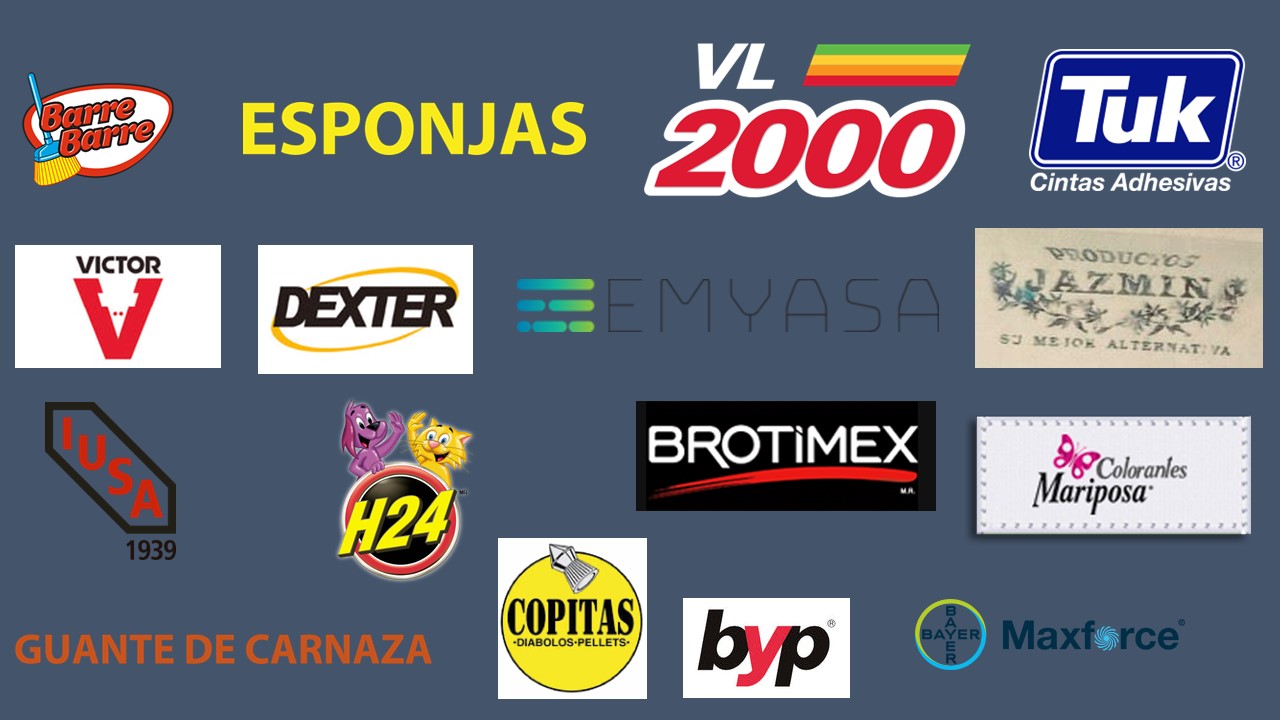 Barre
Barre
ESPONJAS
VL
2000
Tuk
®
Cintas Adhesivas
VICTOR
V
DEXTER
EMYASA
PRODUCTOS
JAZMIN
SU MEJOR ALTERNATIVA
IUSA
1939
H24
BROTiMEX
M.R.
Colorantes
Mariposa
GUANTE DE CARNAZA
COPITAS
·DIABOLOS·PELLETS·
byp®
BAYER
BAYER
Maxforce®